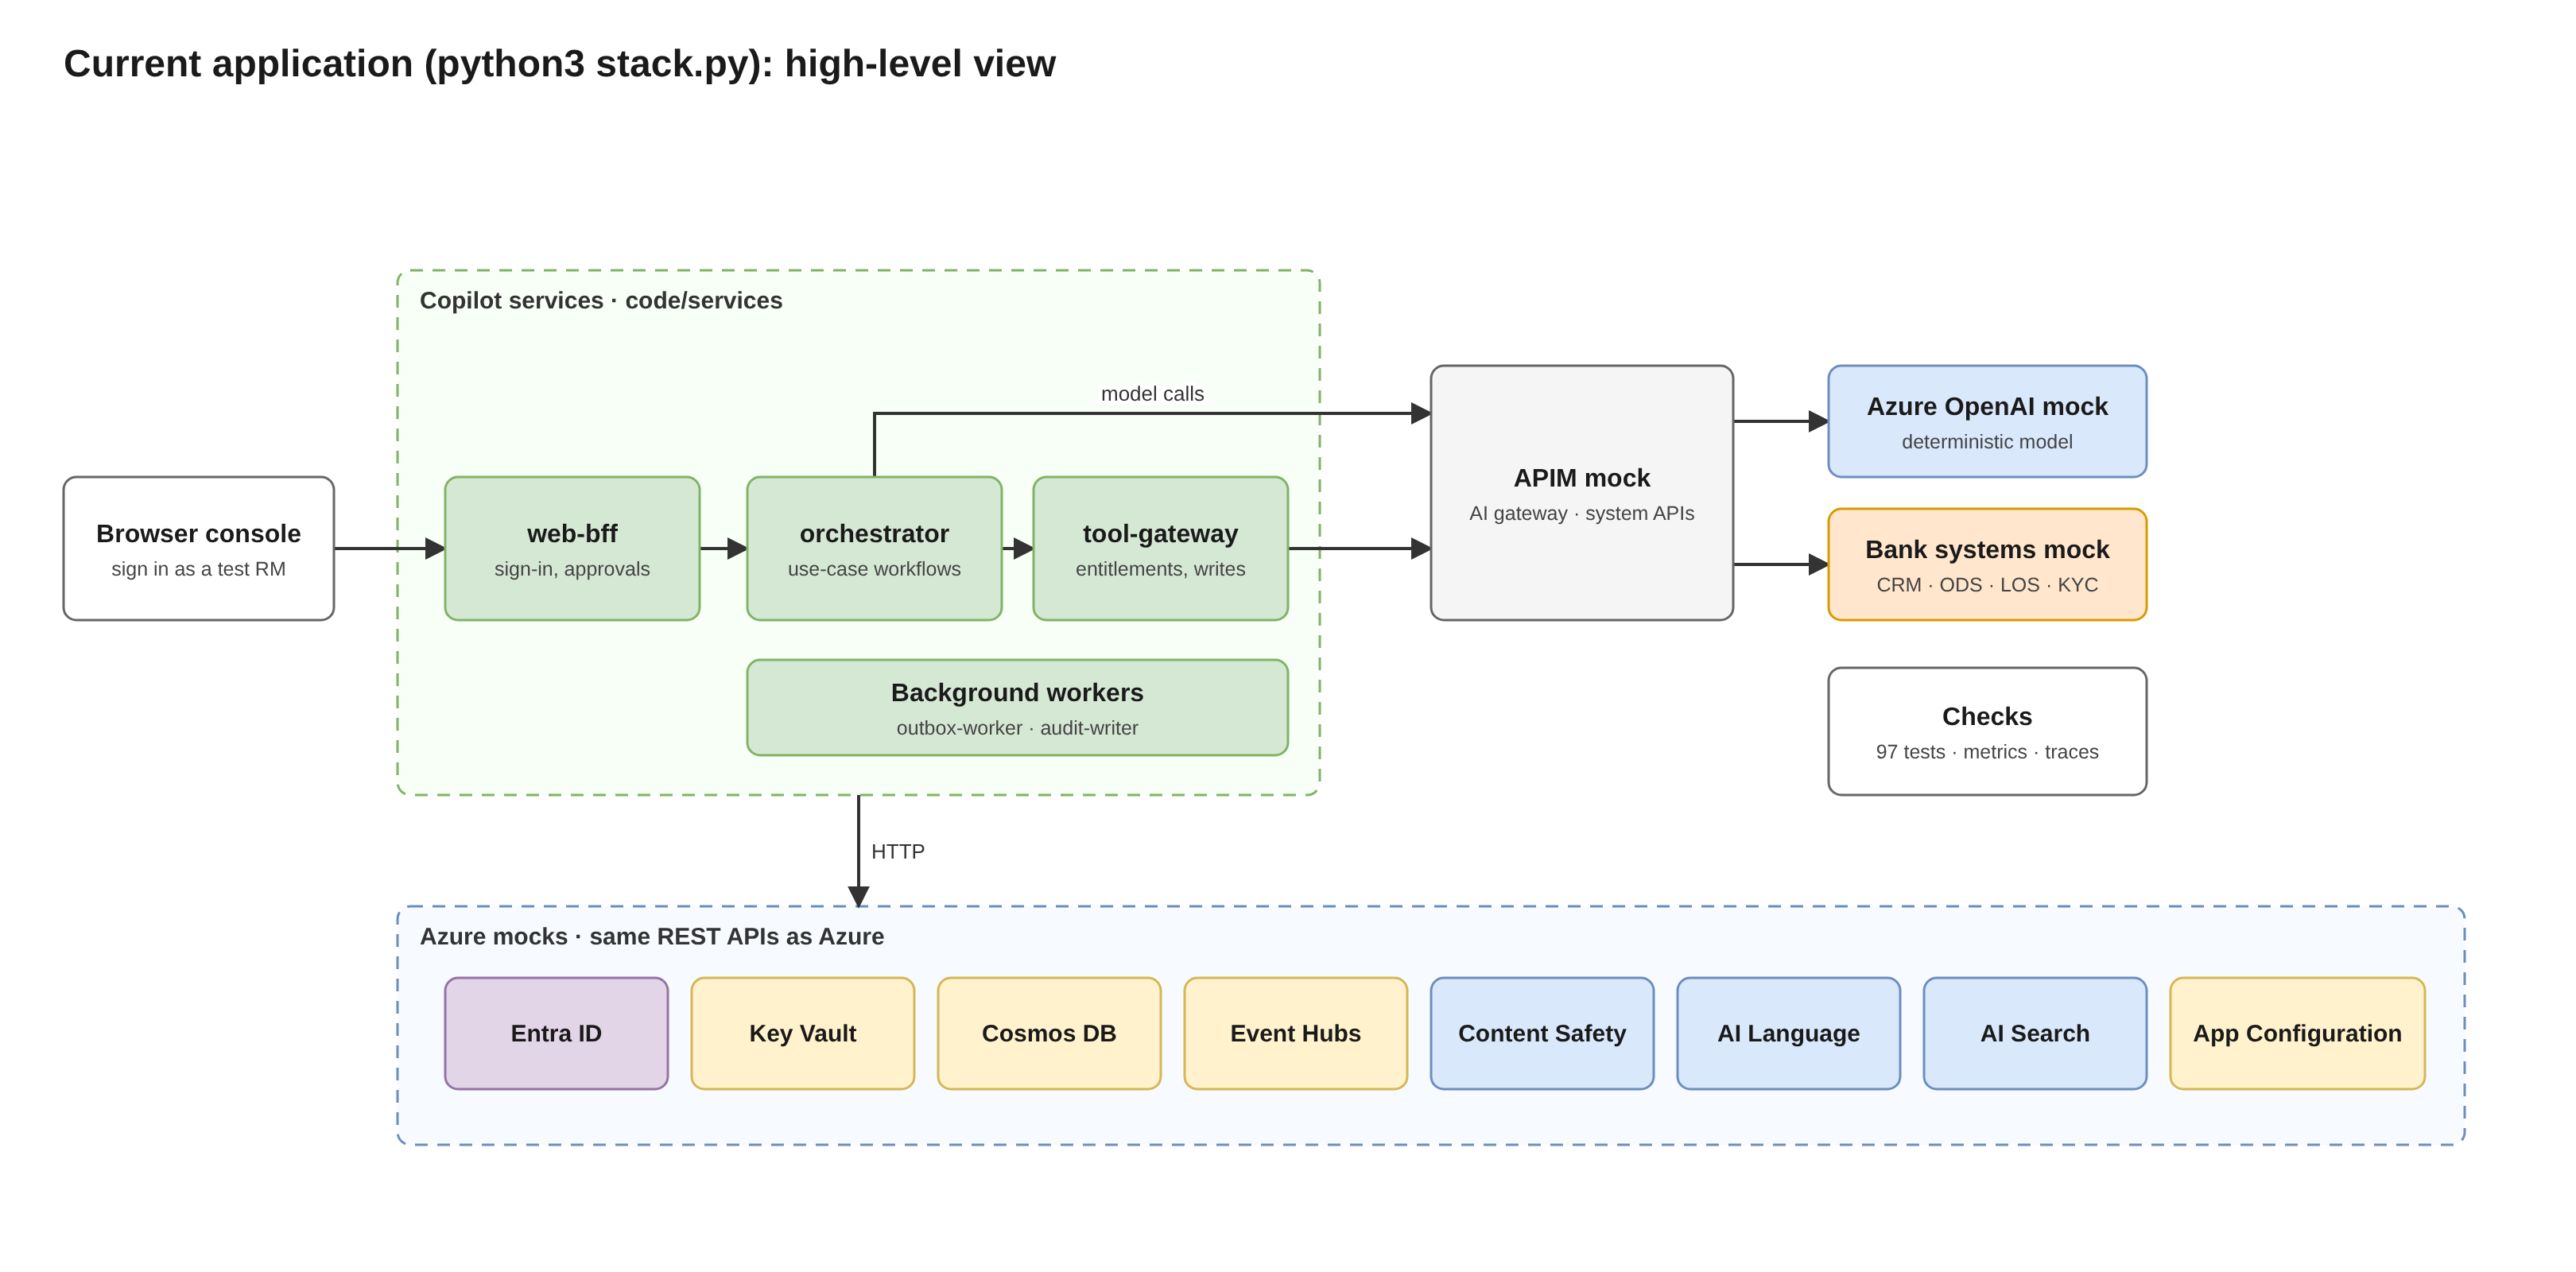 Current application (python3 stack.py): high-level view
Copilot services · code/services
model calls
Browser console
sign in as a test RM
web-bff
sign-in, approvals
orchestrator
use-case workflows
tool-gateway
entitlements, writes
Background workers
outbox-worker · audit-writer
APIM mock
AI gateway · system APIs
Azure OpenAI mock
deterministic model
Bank systems mock
CRM · ODS · LOS · KYC
Checks
97 tests · metrics · traces
HTTP
Azure mocks · same REST APIs as Azure
Entra ID
Key Vault
Cosmos DB
Event Hubs
Content Safety
AI Language
AI Search
App Configuration